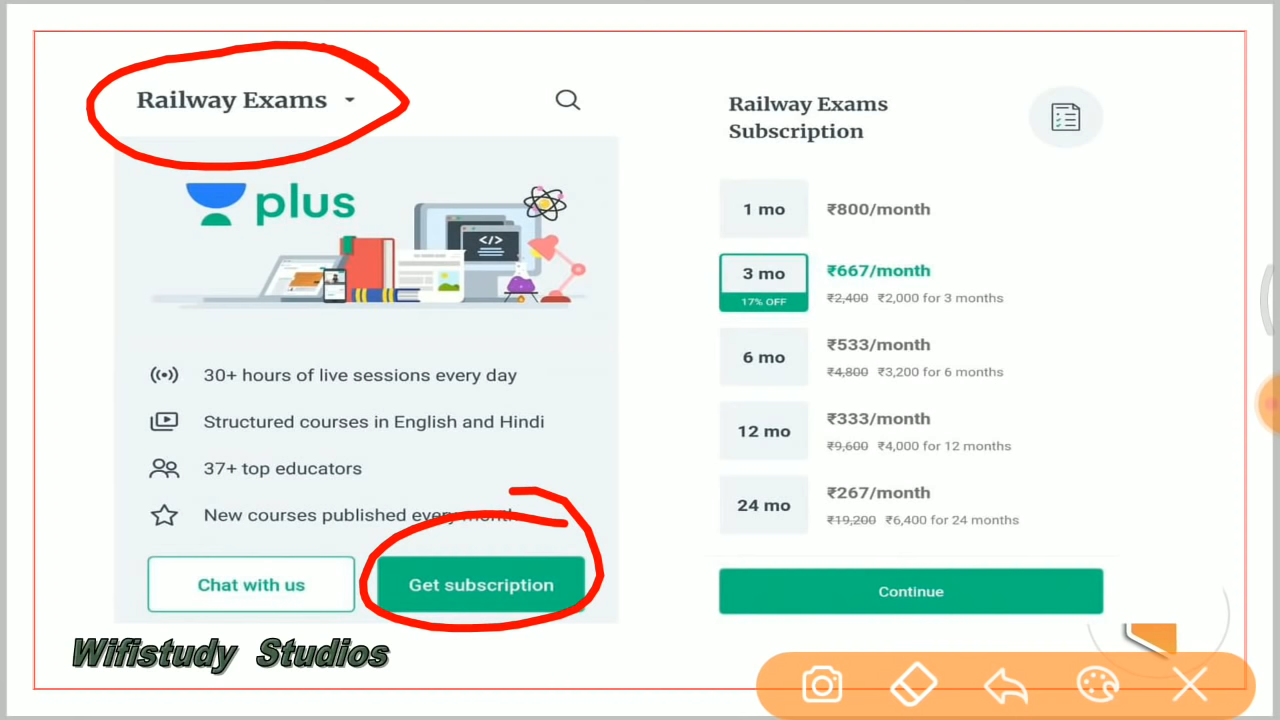 Railway Exams
plus
</>
30+ hours of live sessions every day
Structured courses in English and Hindi
37+ top educators
New courses published every month
Chat with us
Get subscription
Wifistudy Studios
Railway Exams
Subscription
1 mo ₹800/month
3 mo ₹667/month
17% OFF ₹2,400 ₹2,000 for 3 months
6 mo ₹533/month
₹4,800 ₹3,200 for 6 months
12 mo ₹333/month
₹9,600 ₹4,000 for 12 months
24 mo ₹267/month
₹19,200 ₹6,400 for 24 months
Continue